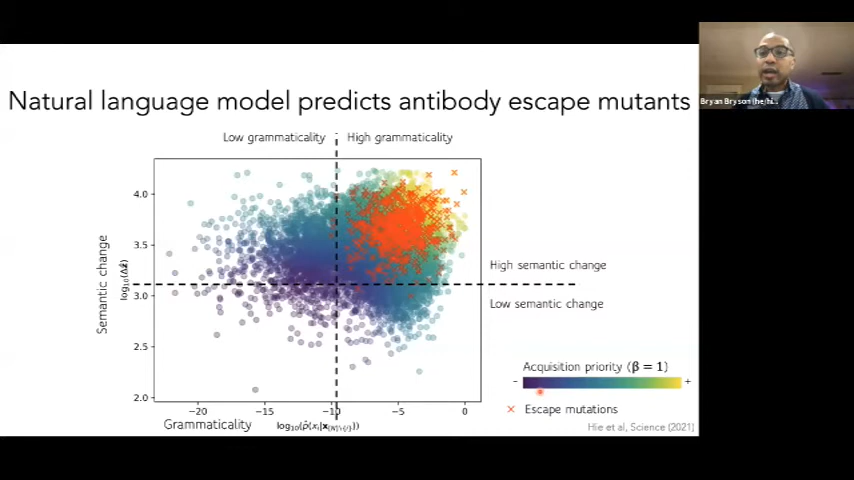 Natural language model predicts antibody escape mutants
Bryan Bryson (he/hi...
Low grammaticality
High grammaticality
4.0
3.5
3.0
2.5
2.0
Semantic change
High semantic change
Low semantic change
−20
−15
−10
−5
0
Grammaticality
Acquisition priority (β = 1)
- +
× Escape mutations
Hie et al, Science (2021)